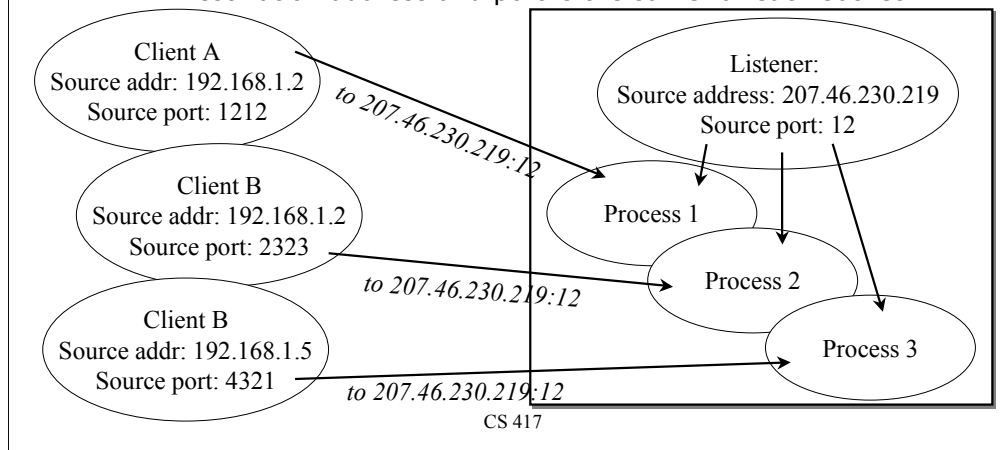 Client A
Source addr: 192.168.1.2
Source port: 1212
to 207.46.230.219:12
Listener:
Source address: 207.46.230.219
Source port: 12
Client B
Source addr: 192.168.1.2
Source port: 2323
to 207.46.230.219:12
Process 1
Process 2
Client B
Source addr: 192.168.1.5
Source port: 4321
to 207.46.230.219:12
Process 3
CS 417